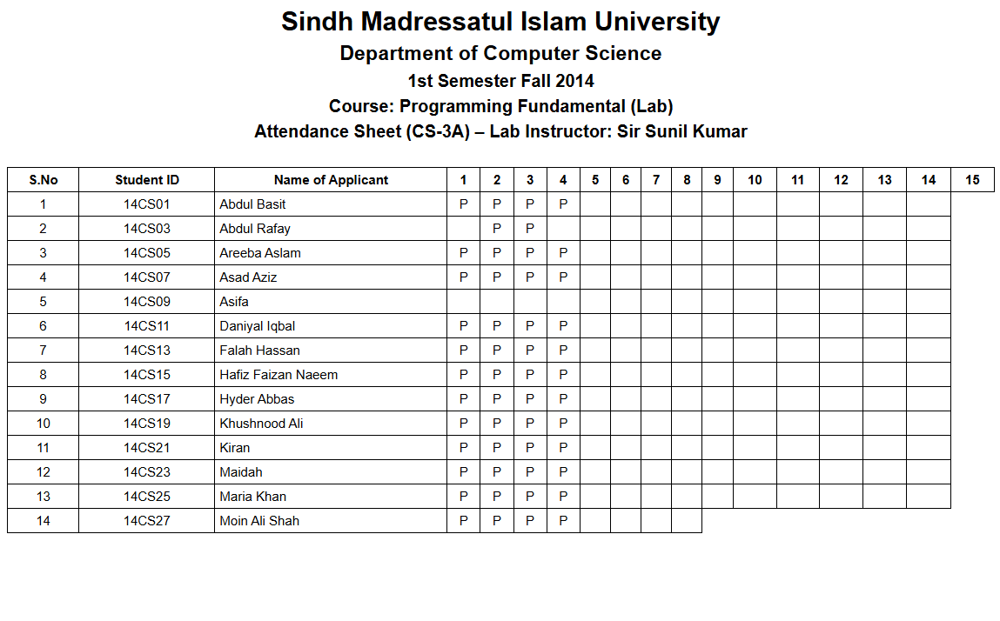 Sindh Madressatul Islam University
Department of Computer Science
1st Semester Fall 2014
Course: Programming Fundamental (Lab)
Attendance Sheet (CS-3A) – Lab Instructor: Sir Sunil Kumar
S.No Student ID Name of Applicant 1 2 3 4 5 6 7 8 9 10 11 12 13 14 15
1 14CS01 Abdul Basit P P P P
2 14CS03 Abdul Rafay P P
3 14CS05 Areeba Aslam P P P P
4 14CS07 Asad Aziz P P P P
5 14CS09 Asifa
6 14CS11 Daniyal Iqbal P P P P
7 14CS13 Falah Hassan P P P P
8 14CS15 Hafiz Faizan Naeem P P P P
9 14CS17 Hyder Abbas P P P P
10 14CS19 Khushnood Ali P P P P
11 14CS21 Kiran P P P P
12 14CS23 Maidah P P P P
13 14CS25 Maria Khan P P P P
14 14CS27 Moin Ali Shah P P P P